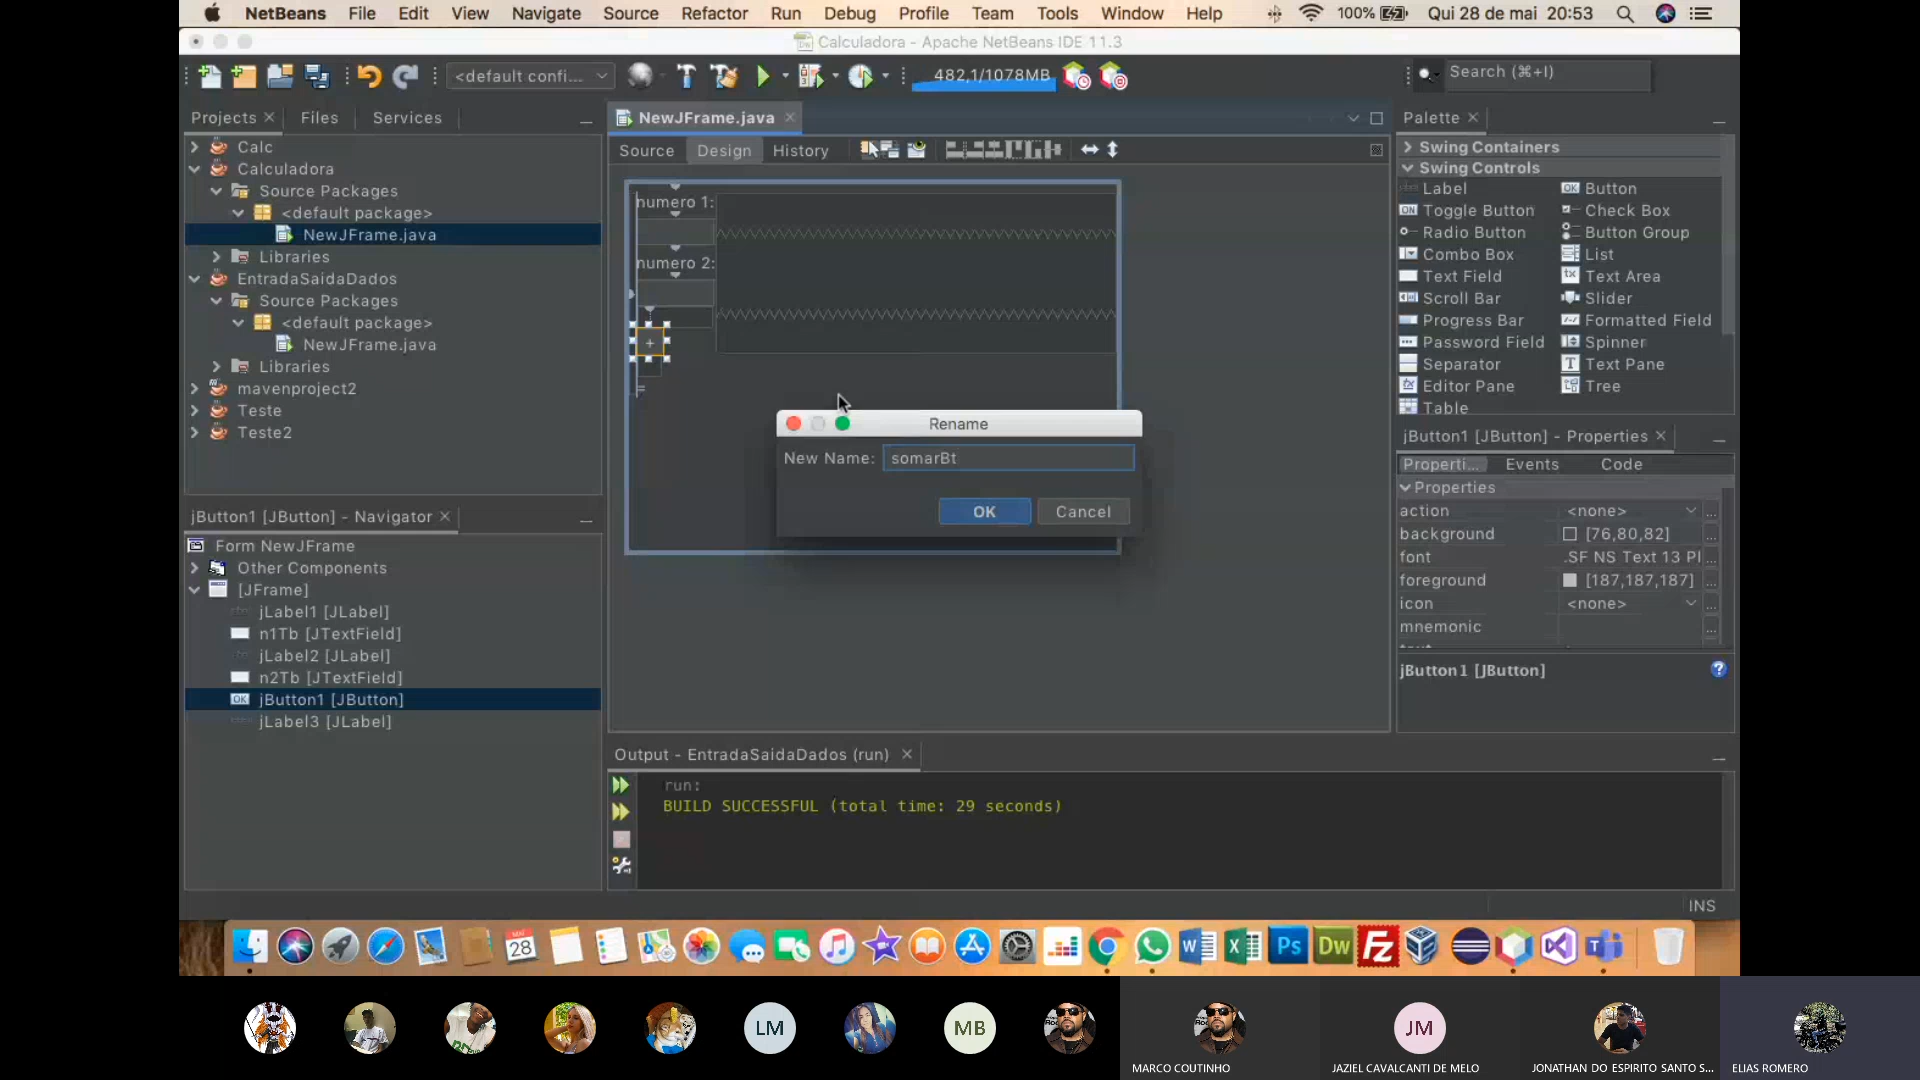 NetBeans File Edit View Navigate Source Refactor Run Debug Profile Team Tools Window Help 100% Qui 28 de mai 20:53
Calculadora - Apache NetBeans IDE 11.3
<default confi... 482,1/1078MB Search (⌘+I)
Projects Files Services
Calc
Calculadora
Source Packages
<default package>
NewJFrame.java
Libraries
EntradaSaidaDados
Source Packages
<default package>
NewJFrame.java
Libraries
mavenproject2
Teste
Teste2
jButton1 [JButton] - Navigator
Form NewJFrame
Other Components
[JFrame]
jLabel1 [JLabel]
n1Tb [JTextField]
jLabel2 [JLabel]
n2Tb [JTextField]
OK jButton1 [JButton]
jLabel3 [JLabel]
NewJFrame.java
Source Design History
numero 1:
numero 2:
+
=
Rename
New Name: somarBt
OK Cancel
Palette
Swing Containers
Swing Controls
Label OK Button
ON Toggle Button Check Box
Radio Button Button Group
Combo Box List
Text Field Text Area
Scroll Bar Slider
Progress Bar Formatted Field
Password Field Spinner
Separator Text Pane
Editor Pane Tree
Table
jButton1 [JButton] - Properties
Properti... Events Code
Properties
action <none> ...
background [76,80,82] ...
font .SF NS Text 13 Pl ...
foreground [187,187,187] ...
icon <none> ...
mnemonic ...
jButton1 [JButton]
Output - EntradaSaidaDados (run)
run:
BUILD SUCCESSFUL (total time: 29 seconds)
INS
28 Ps Dw Fz
LM MB JM
MARCO COUTINHO JAZIEL CAVALCANTI DE MELO JONATHAN DO ESPIRITO SANTO S... ELIAS ROMERO